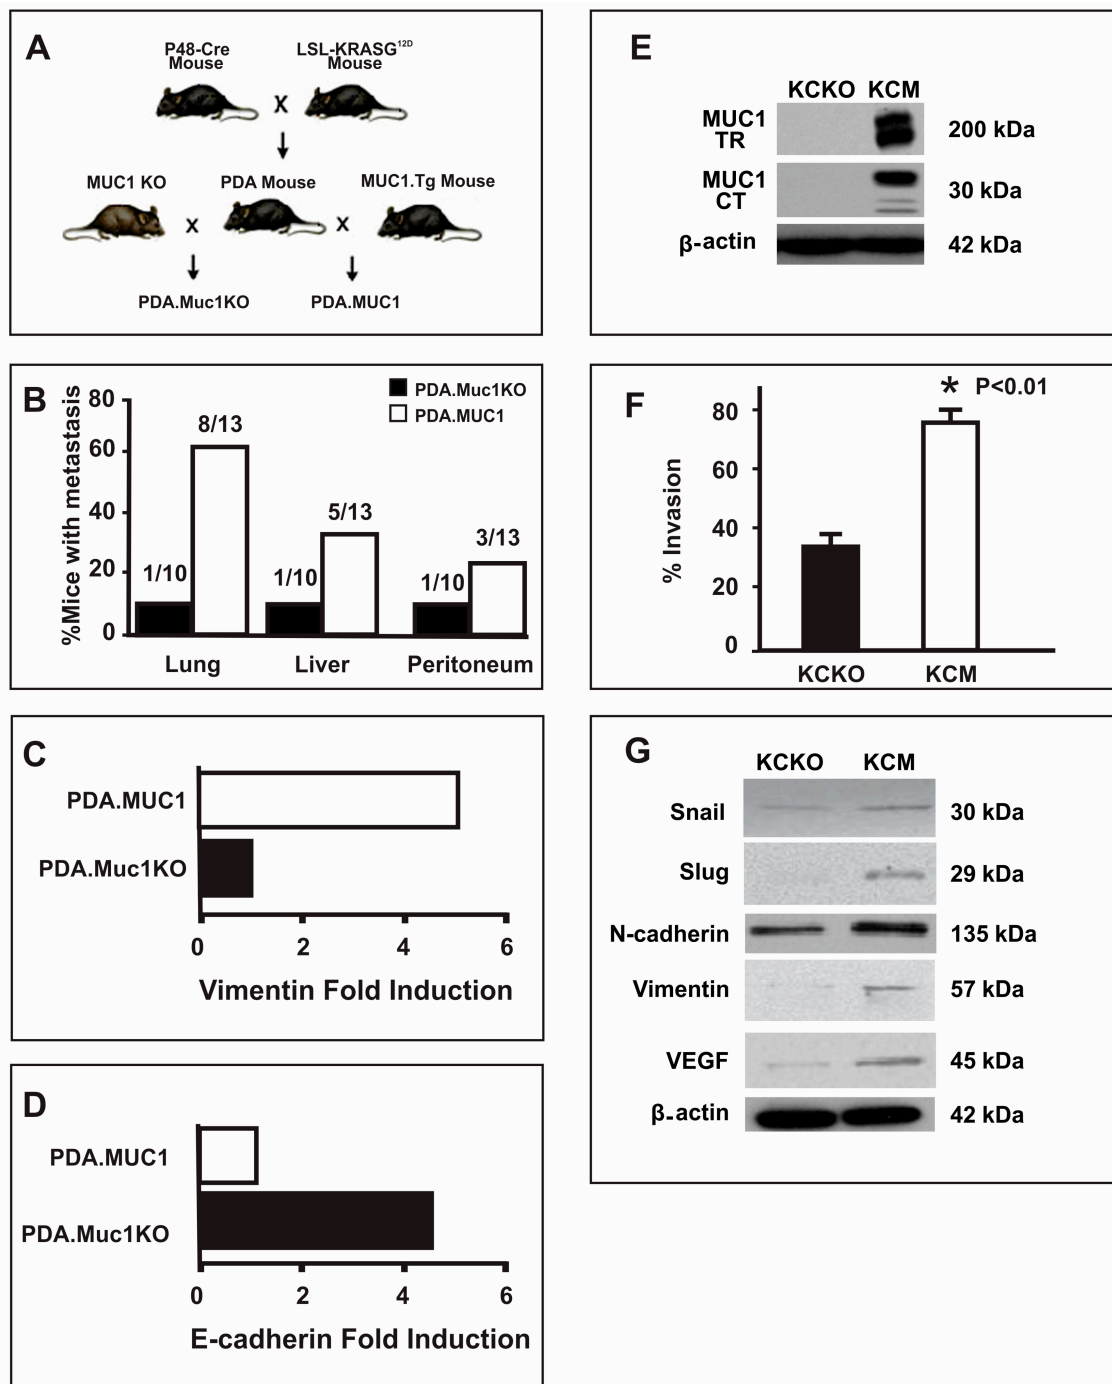 A
P48-Cre
Mouse
LSL-KRASG12D
Mouse
X
MUC1 KO
PDA Mouse
MUC1.Tg Mouse
X
X
PDA.Muc1KO
PDA.MUC1
B
%Mice with metastasis
80
60
40
20
0
PDA.Muc1KO
PDA.MUC1
1/10
8/13
1/10
5/13
1/10
3/13
Lung
Liver
Peritoneum
C
PDA.MUC1
PDA.Muc1KO
0 2 4 6
Vimentin Fold Induction
D
PDA.MUC1
PDA.Muc1KO
0 2 4 6
E-cadherin Fold Induction
E
KCKO KCM
MUC1
TR
200 kDa
MUC1
CT
30 kDa
β-actin
42 kDa
F
* P<0.01
% Invasion
80
60
40
20
0
KCKO
KCM
G
KCKO KCM
Snail
30 kDa
Slug
29 kDa
N-cadherin
135 kDa
Vimentin
57 kDa
VEGF
45 kDa
β-actin
42 kDa